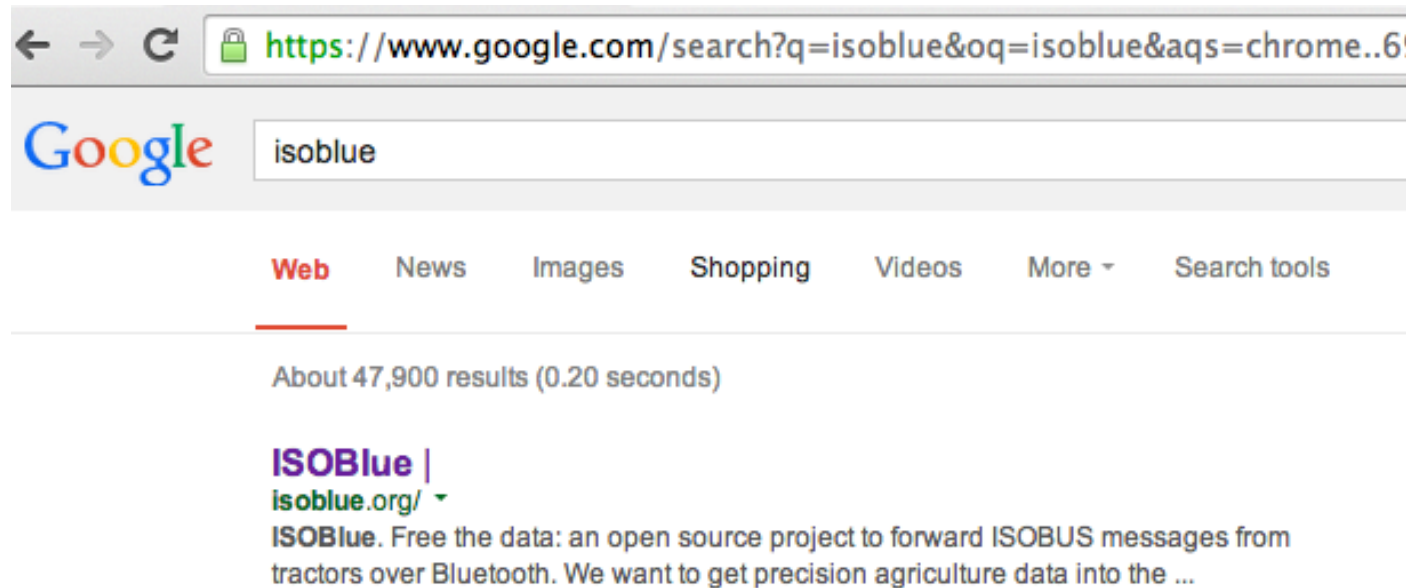 https://www.google.com/search?q=isoblue&oq=isoblue&aqs=chrome..69
Google isoblue
Web News Images Shopping Videos More Search tools
About 47,900 results (0.20 seconds)
ISOBlue |
isoblue.org/
ISOBlue. Free the data: an open source project to forward ISOBUS messages from
tractors over Bluetooth. We want to get precision agriculture data into the ...